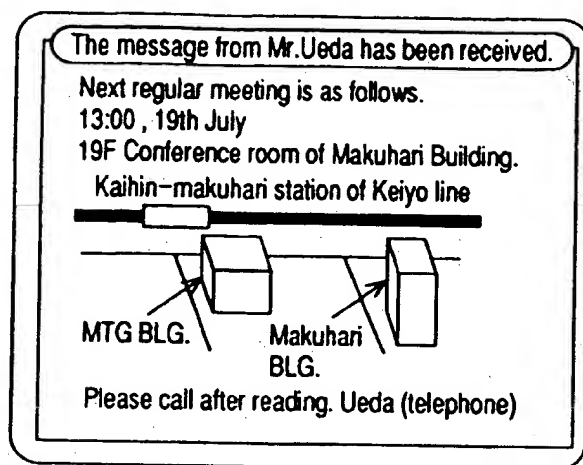 The message from Mr.Ueda has been received.
Next regular meeting is as follows.
13:00 , 19th July
19F Conference room of Makuhari Building.
Kaihin-makuhari station of Keiyo line
MTG BLG.
Makuhari
BLG.
Please call after reading. Ueda (telephone)